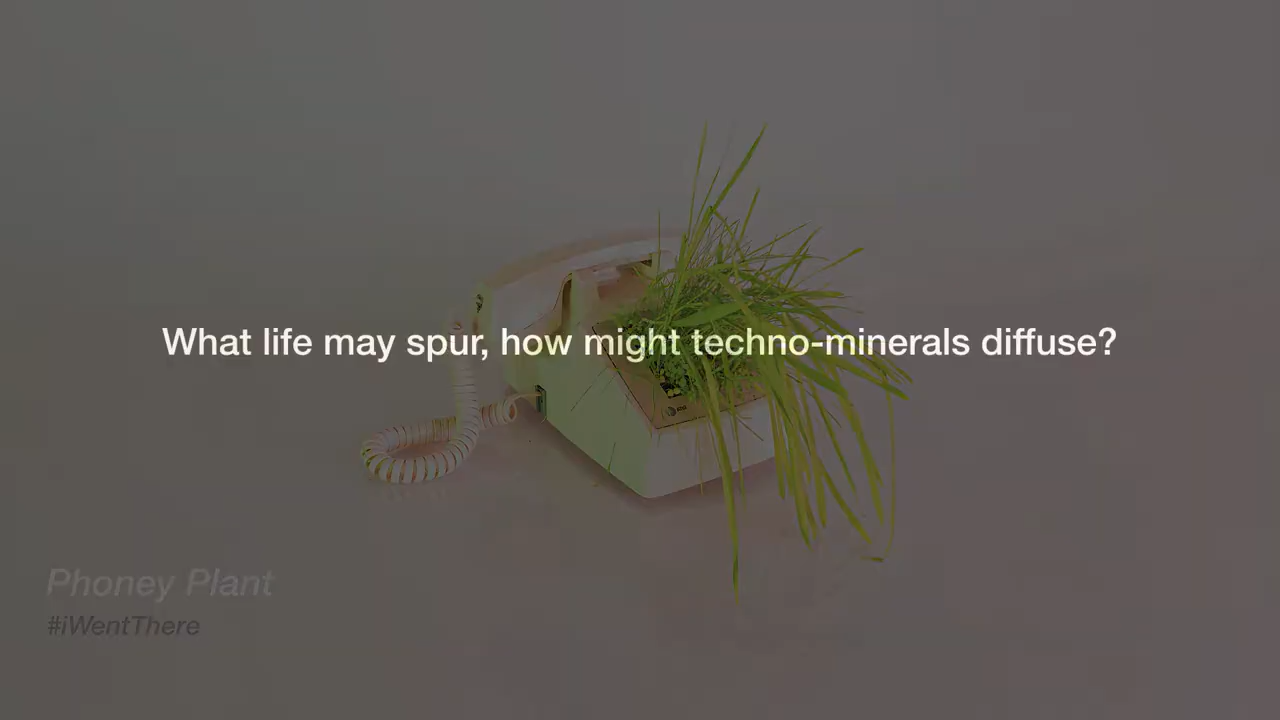 What life may spur, how might techno-minerals diffuse?
Phoney Plant
#iWentThere